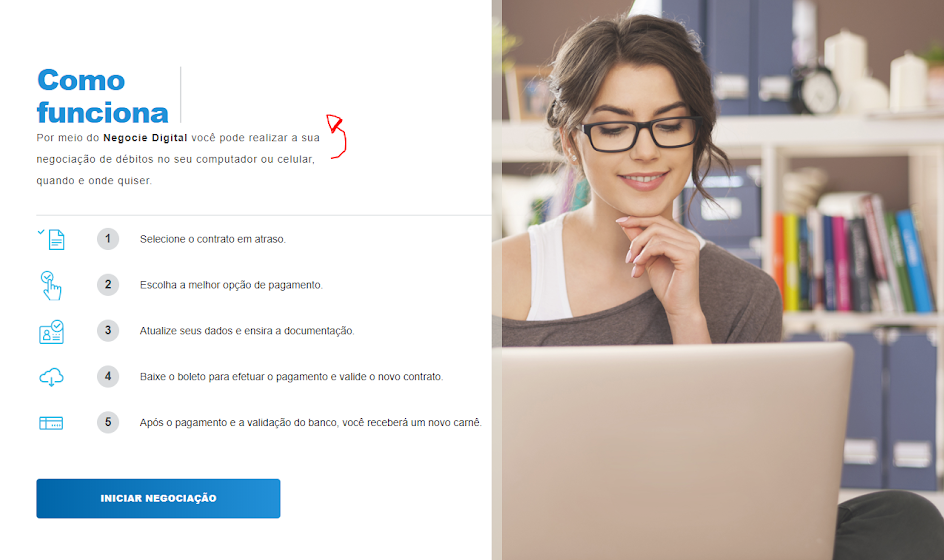 Como
funciona
Por meio do Negocie Digital você pode realizar a sua
negociação de débitos no seu computador ou celular,
quando e onde quiser.
1 Selecione o contrato em atraso.
2 Escolha a melhor opção de pagamento.
3 Atualize seus dados e ensira a documentação.
4 Baixe o boleto para efetuar o pagamento e valide o novo contrato.
5 Após o pagamento e a validação do banco, você receberá um novo carnê.
INICIAR NEGOCIAÇÃO